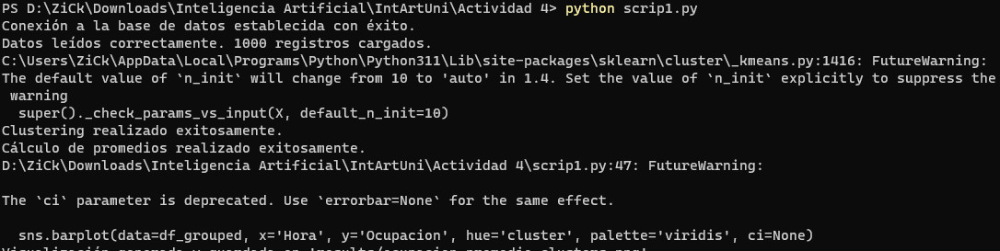 PS D:\ZiCk\Downloads\Inteligencia Artificial\IntArtUni\Actividad 4> python scrip1.py
Conexión a la base de datos establecida con éxito.
Datos leídos correctamente. 1000 registros cargados.
C:\Users\ZiCk\AppData\Local\Programs\Python\Python311\Lib\site-packages\sklearn\cluster\_kmeans.py:1416: FutureWarning:
The default value of `n_init` will change from 10 to 'auto' in 1.4. Set the value of `n_init` explicitly to suppress the
 warning
  super()._check_params_vs_input(X, default_n_init=10)
Clustering realizado exitosamente.
Cálculo de promedios realizado exitosamente.
D:\ZiCk\Downloads\Inteligencia Artificial\IntArtUni\Actividad 4\scrip1.py:47: FutureWarning:
The `ci` parameter is deprecated. Use `errorbar=None` for the same effect.
  sns.barplot(data=df_grouped, x='Hora', y='Ocupacion', hue='cluster', palette='viridis', ci=None)